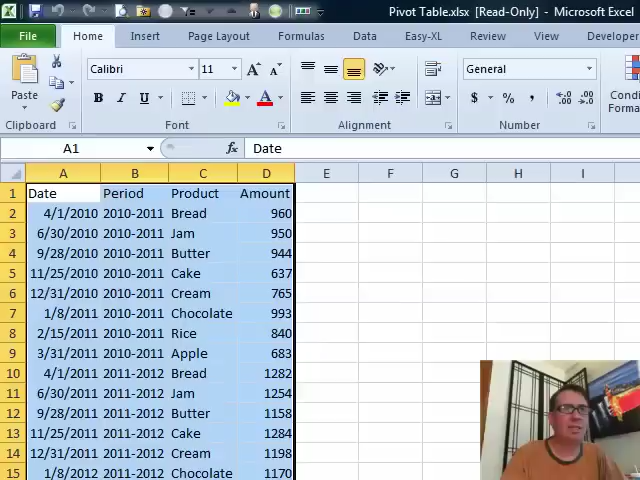 Pivot Table.xlsx [Read-Only] - Microsoft Excel
File Home Insert Page Layout Formulas Data Easy-XL Review View Developer
Calibri 11 General
Paste B I U $ % , Condi
Form
Clipboard Font Alignment Number
A1 fx Date
A B C D E F G H I
1 Date Period Product Amount
2 4/1/2010 2010-2011 Bread 960
3 6/30/2010 2010-2011 Jam 950
4 9/28/2010 2010-2011 Butter 944
5 11/25/2010 2010-2011 Cake 637
6 12/31/2010 2010-2011 Cream 765
7 1/8/2011 2010-2011 Chocolate 993
8 2/15/2011 2010-2011 Rice 840
9 3/31/2011 2010-2011 Apple 683
10 4/1/2011 2011-2012 Bread 1282
11 6/30/2011 2011-2012 Jam 1254
12 9/28/2011 2011-2012 Butter 1158
13 11/25/2011 2011-2012 Cake 1284
14 12/31/2011 2011-2012 Cream 1198
15 1/8/2012 2011-2012 Chocolate 1170